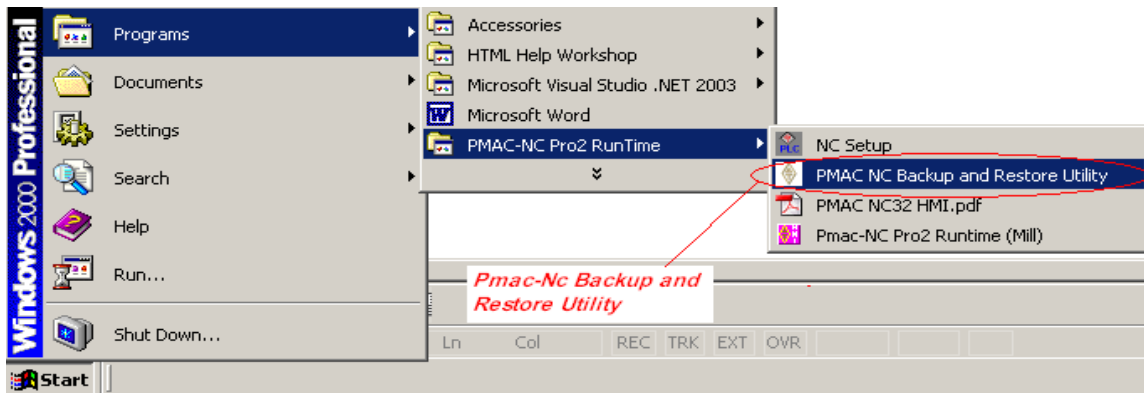 Windows 2000 Professional
Programs
Documents
Settings
Search
Help
Run...
Shut Down...
Accessories
HTML Help Workshop
Microsoft Visual Studio .NET 2003
Microsoft Word
PMAC-NC Pro2 RunTime
NC Setup
PMAC NC Backup and Restore Utility
PMAC NC32 HMI.pdf
Pmac-NC Pro2 Runtime (Mill)
Pmac-Nc Backup and
Restore Utility
Ln Col REC TRK EXT OVR
Start